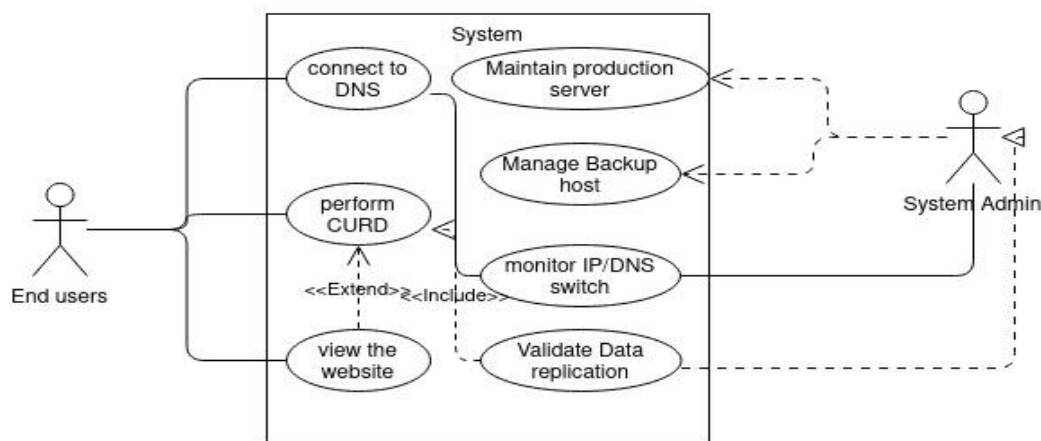 System
connect to
DNS
Maintain production
server
Manage Backup
host
System Admin
perform
CURD
End users
monitor IP/DNS
switch
<<Extend>>
<<Include>>
view the
website
Validate Data
replication